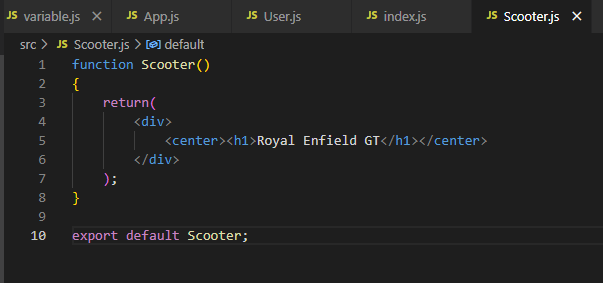 JS variable.js ×
JS App.js
JS User.js
JS index.js
JS Scooter.js ×
src > JS Scooter.js > default
1 function Scooter()
2 {
3     return(
4         <div>
5             <center><h1>Royal Enfield GT</h1></center>
6         </div>
7     );
8 }
9
10 export default Scooter;